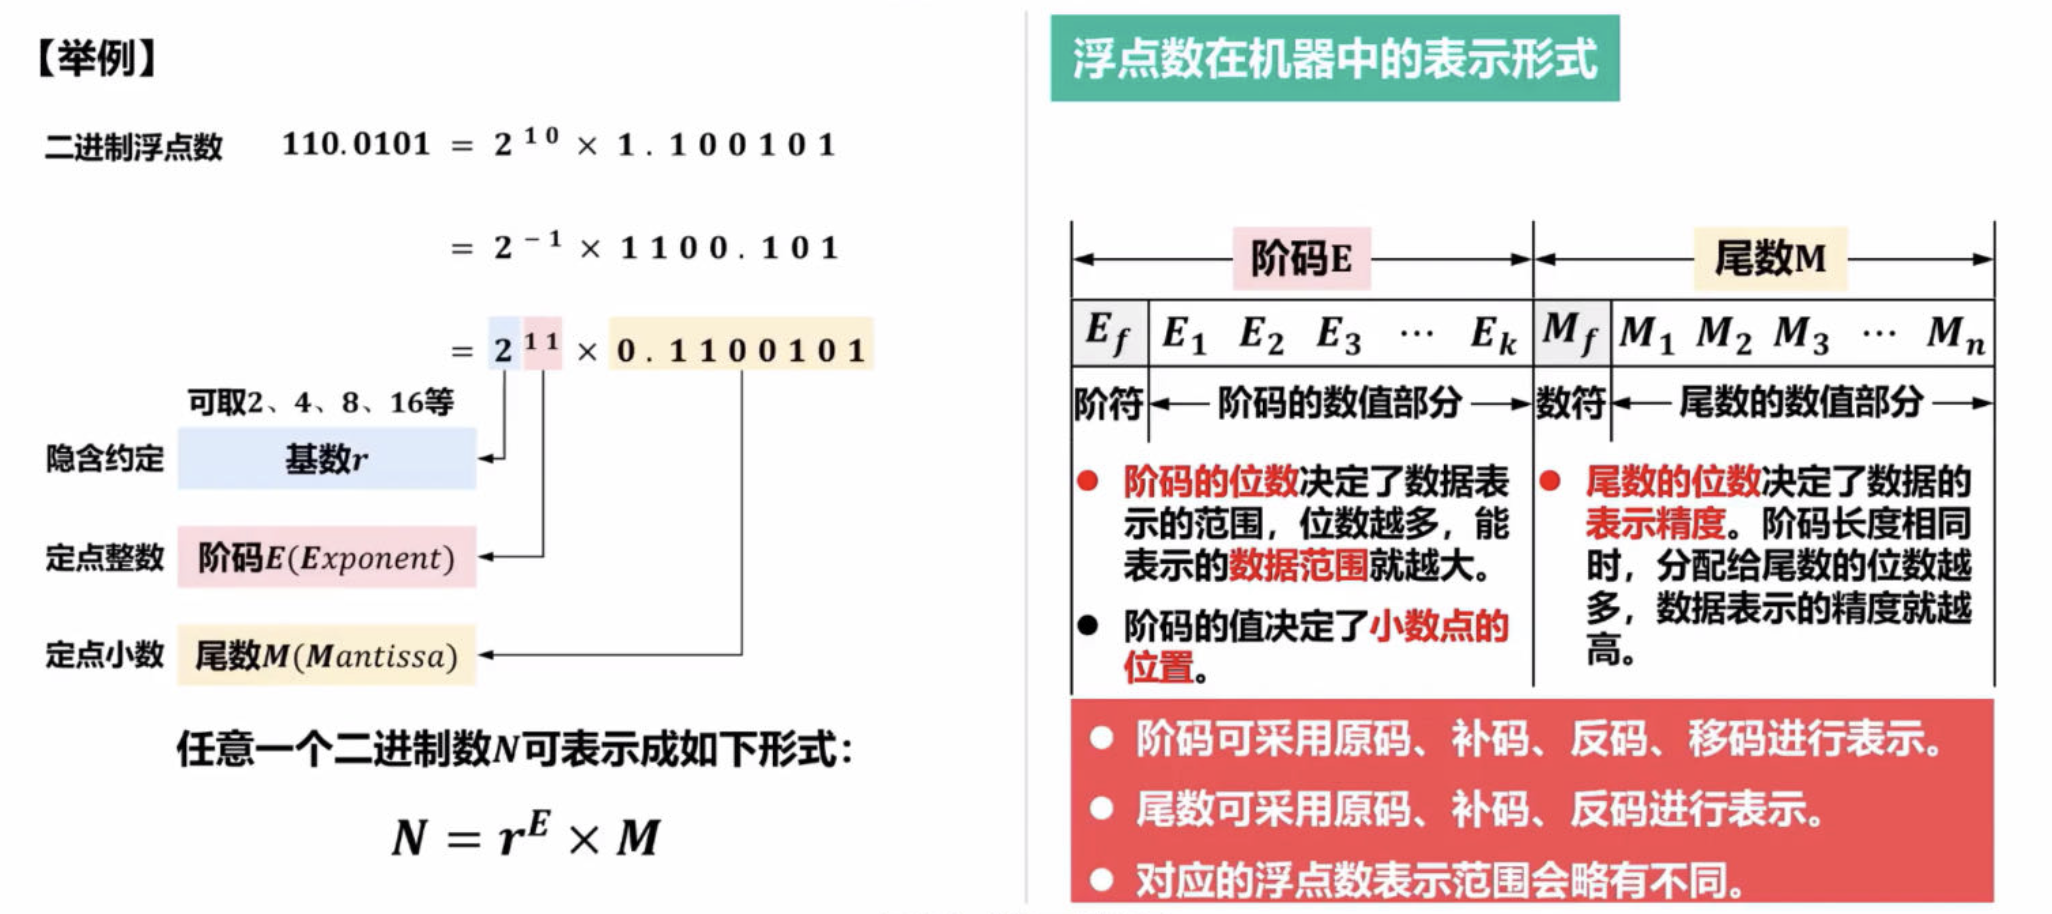 【举例】
二进制浮点数 110.0101 = 2^10 × 1.100101
= 2^-1 × 1100.101
= 2^11 × 0.1100101
可取2、4、8、16等
隐含约定 基数r
定点整数 阶码E(Exponent)
定点小数 尾数M(Mantissa)
任意一个二进制数N可表示成如下形式：
N = r^E × M
浮点数在机器中的表示形式
阶码E 尾数M
E_f E_1 E_2 E_3 … E_k M_f M_1 M_2 M_3 … M_n
阶符 阶码的数值部分 数符 尾数的数值部分
● 阶码的位数决定了数据表
示的范围，位数越多，能
表示的数据范围就越大。
● 阶码的值决定了小数点的
位置。
● 尾数的位数决定了数据的
表示精度。阶码长度相同
时，分配给尾数的位数越
多，数据表示的精度就越
高。
● 阶码可采用原码、补码、反码、移码进行表示。
● 尾数可采用原码、补码、反码进行表示。
● 对应的浮点数表示范围会略有不同。